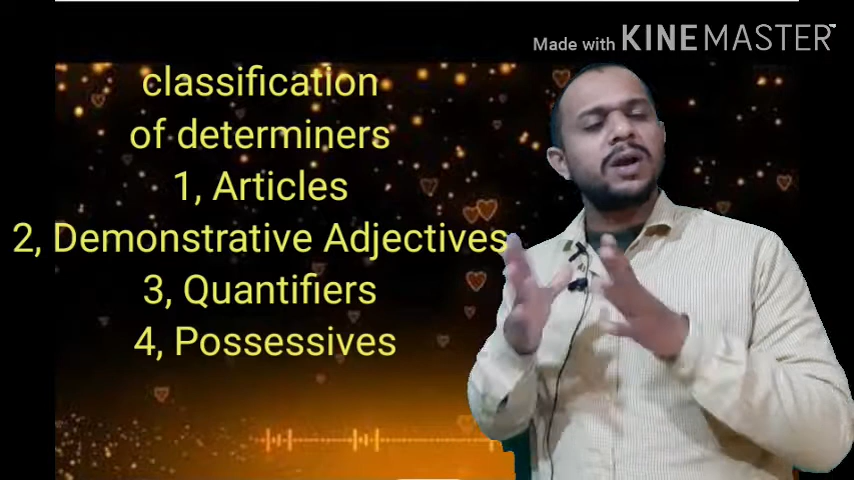 Made with KINEMASTER
classification
of determiners
1, Articles
2, Demonstrative Adjectives
3, Quantifiers
4, Possessives